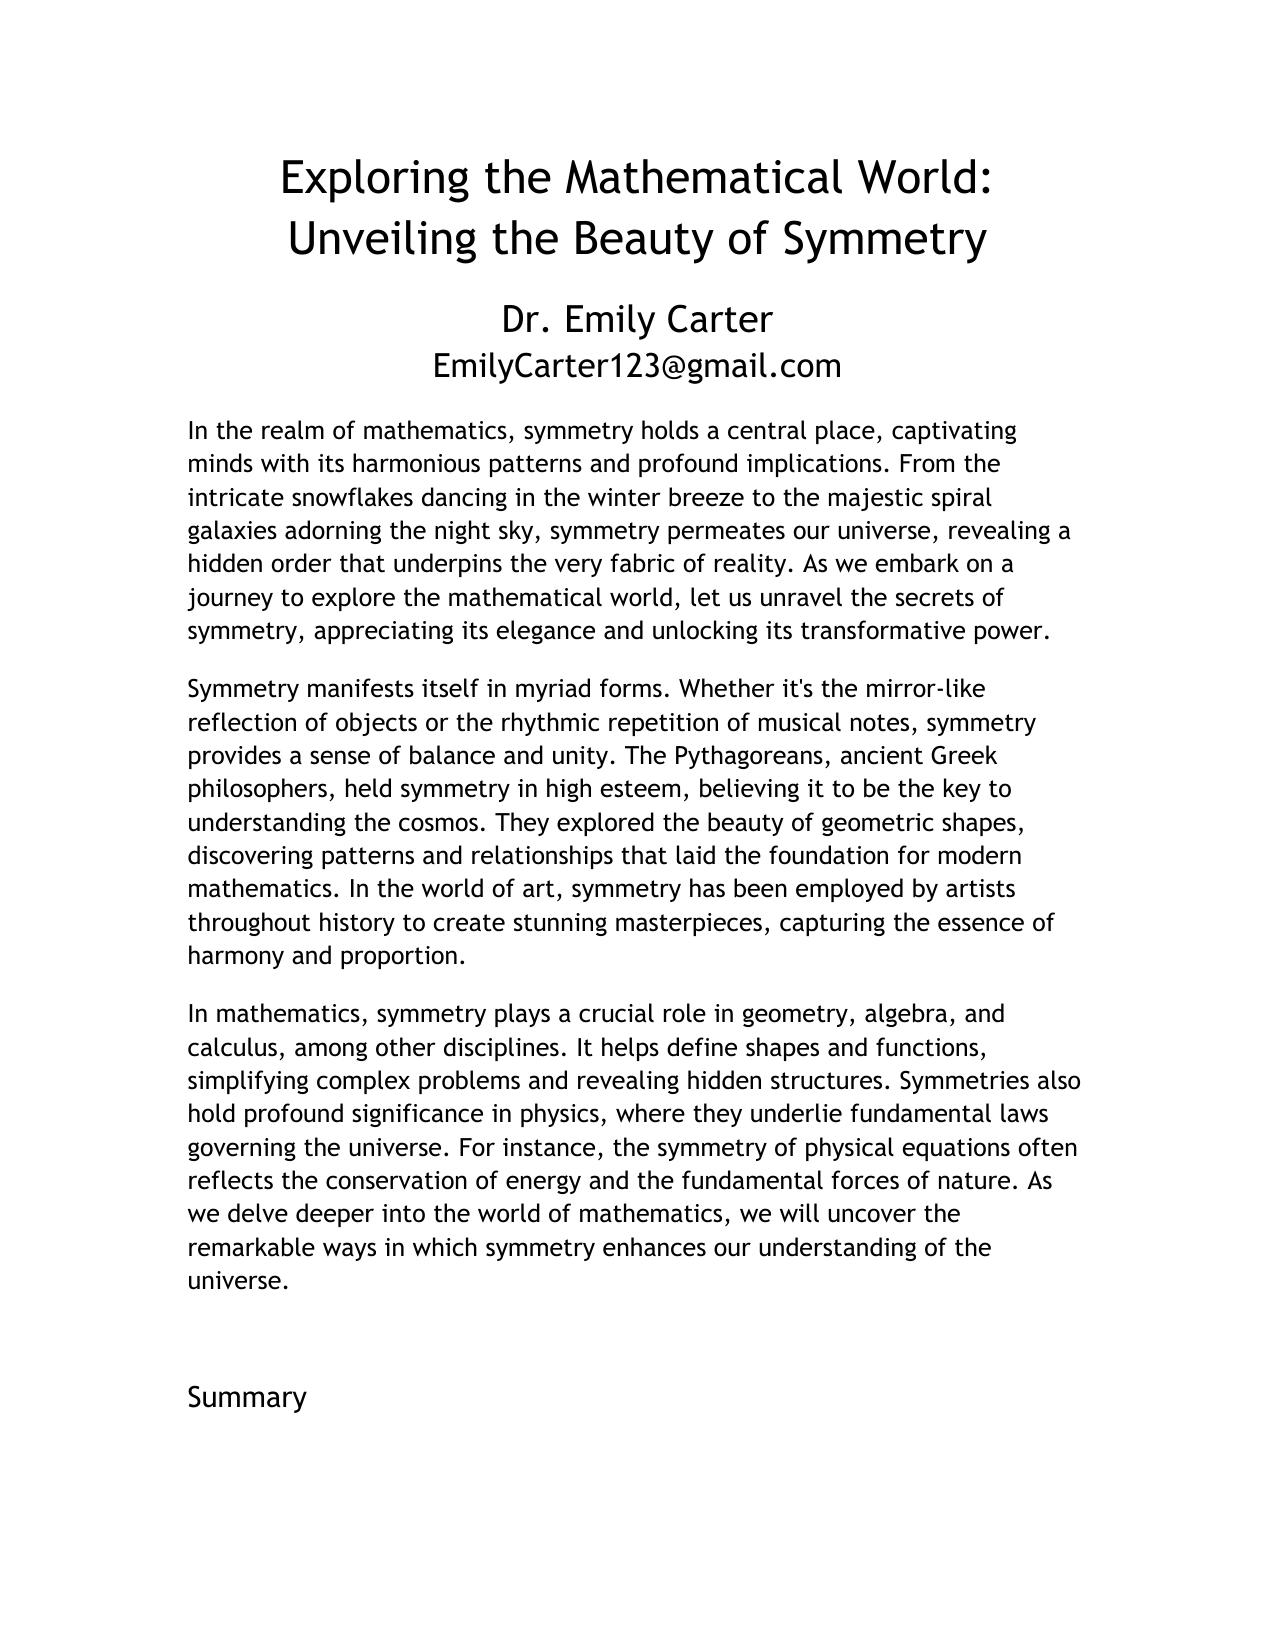 Exploring the Mathematical World:
Unveiling the Beauty of Symmetry
Dr. Emily Carter
EmilyCarter123@gmail.com
In the realm of mathematics, symmetry holds a central place, captivating
minds with its harmonious patterns and profound implications. From the
intricate snowflakes dancing in the winter breeze to the majestic spiral
galaxies adorning the night sky, symmetry permeates our universe, revealing a
hidden order that underpins the very fabric of reality. As we embark on a
journey to explore the mathematical world, let us unravel the secrets of
symmetry, appreciating its elegance and unlocking its transformative power.
Symmetry manifests itself in myriad forms. Whether it's the mirror-like
reflection of objects or the rhythmic repetition of musical notes, symmetry
provides a sense of balance and unity. The Pythagoreans, ancient Greek
philosophers, held symmetry in high esteem, believing it to be the key to
understanding the cosmos. They explored the beauty of geometric shapes,
discovering patterns and relationships that laid the foundation for modern
mathematics. In the world of art, symmetry has been employed by artists
throughout history to create stunning masterpieces, capturing the essence of
harmony and proportion.
In mathematics, symmetry plays a crucial role in geometry, algebra, and
calculus, among other disciplines. It helps define shapes and functions,
simplifying complex problems and revealing hidden structures. Symmetries also
hold profound significance in physics, where they underlie fundamental laws
governing the universe. For instance, the symmetry of physical equations often
reflects the conservation of energy and the fundamental forces of nature. As
we delve deeper into the world of mathematics, we will uncover the
remarkable ways in which symmetry enhances our understanding of the
universe.
Summary